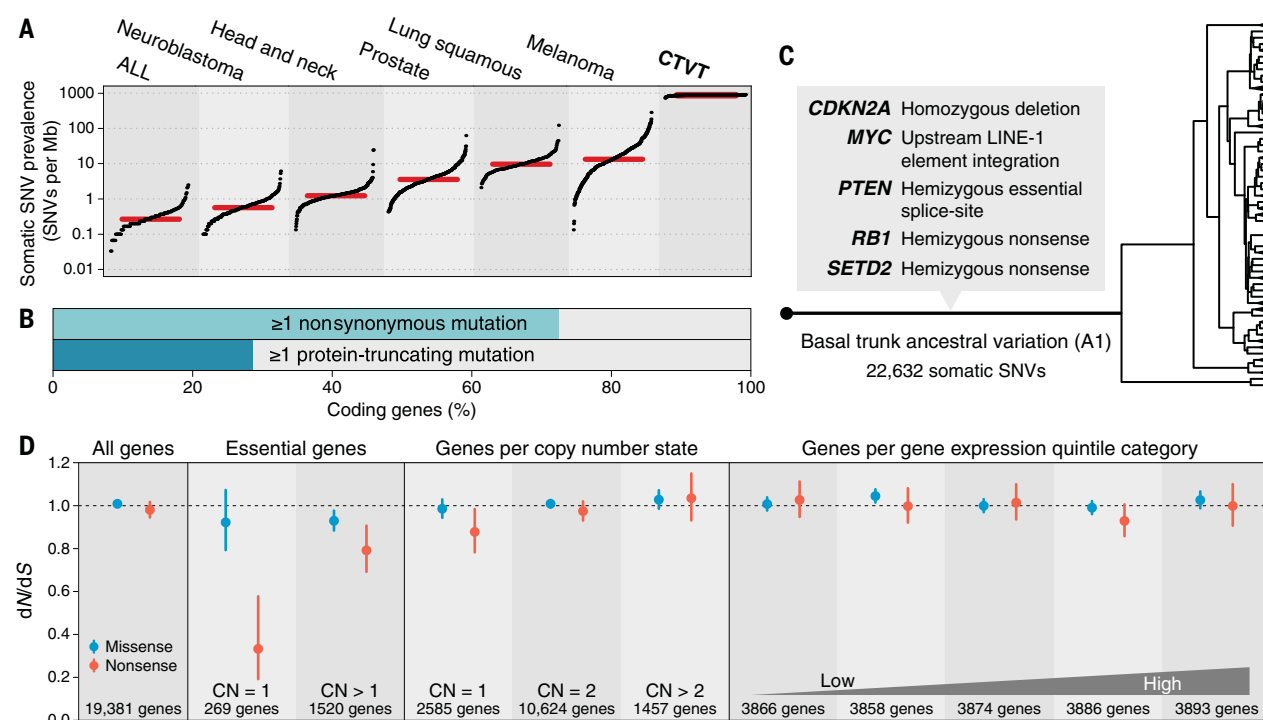 A
ALL
Neuroblastoma
Head and neck
Prostate
Lung squamous
Melanoma
CTVT
Somatic SNV prevalence
(SNVs per Mb)
1000
100
10
1
0.1
0.01
B
≥1 nonsynonymous mutation
≥1 protein-truncating mutation
0 20 40 60 80 100
Coding genes (%)
C
CDKN2A Homozygous deletion
MYC Upstream LINE-1
element integration
PTEN Hemizygous essential
splice-site
RB1 Hemizygous nonsense
SETD2 Hemizygous nonsense
Basal trunk ancestral variation (A1)
22,632 somatic SNVs
D
All genes Essential genes Genes per copy number state Genes per gene expression quintile category
dN/dS
1.2
1.0
0.8
0.6
0.4
0.2
0.0
Missense
Nonsense
Low High
CN = 1 CN > 1 CN = 1 CN = 2 CN > 2
19,381 genes 269 genes 1520 genes 2585 genes 10,624 genes 1457 genes 3866 genes 3858 genes 3874 genes 3886 genes 3893 genes